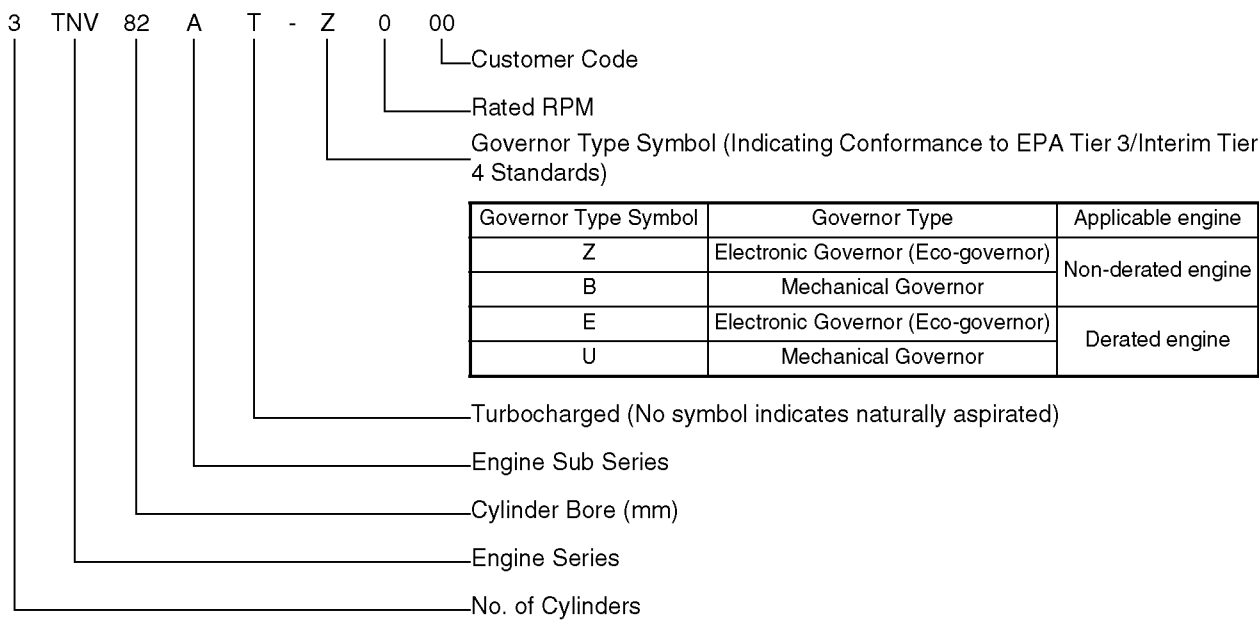 3 TNV 82 A T - Z 0 00
Customer Code
Rated RPM
Governor Type Symbol (Indicating Conformance to EPA Tier 3/Interim Tier
4 Standards)
Governor Type Symbol Governor Type Applicable engine
Z Electronic Governor (Eco-governor) Non-derated engine
B Mechanical Governor
E Electronic Governor (Eco-governor) Derated engine
U Mechanical Governor
Turbocharged (No symbol indicates naturally aspirated)
Engine Sub Series
Cylinder Bore (mm)
Engine Series
No. of Cylinders